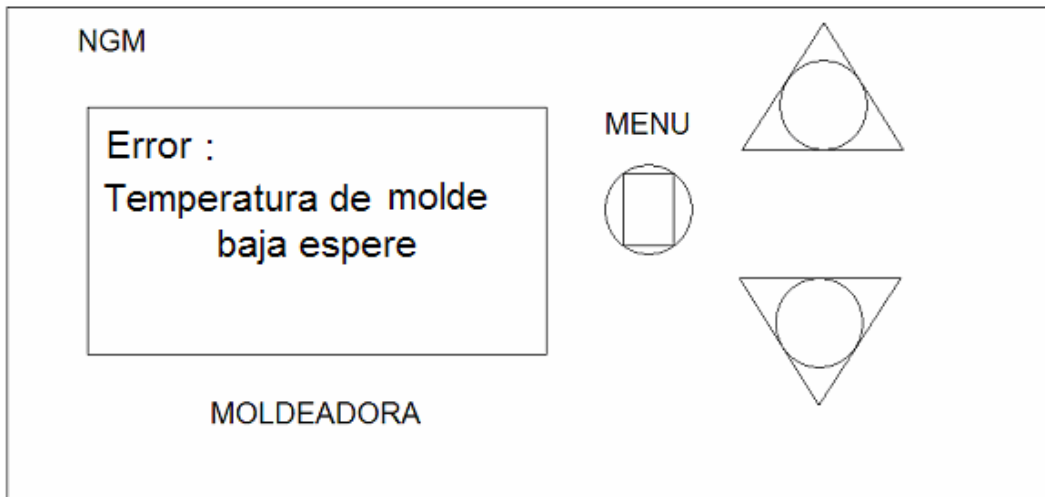 NGM
Error :
Temperatura de molde
baja espere
MENU
MOLDEADORA